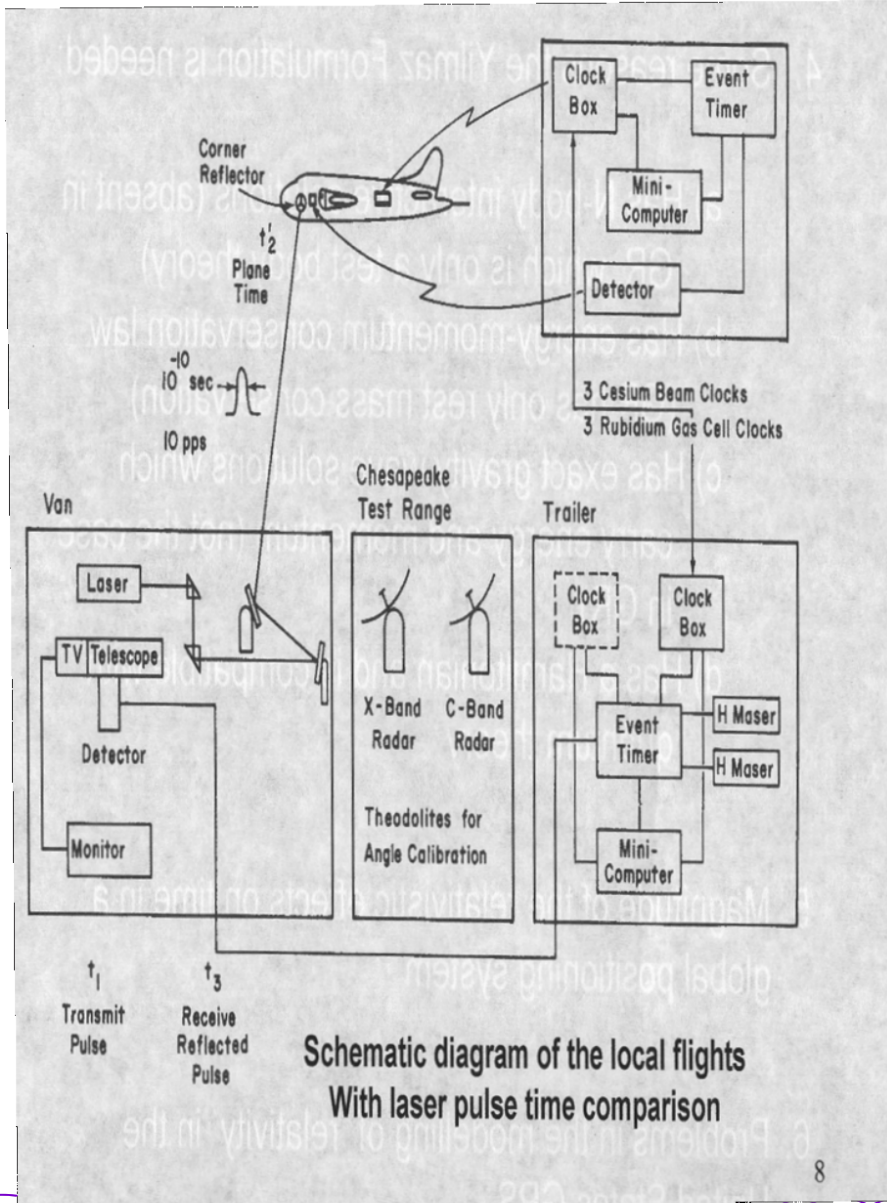 Clock
Box
Event
Timer
Mini-
Computer
Detector
Corner
Reflector
t'2
Plane
Time
10⁻¹⁰ sec
10 pps
3 Cesium Beam Clocks
3 Rubidium Gas Cell Clocks
Van
Laser
TV Telescope
Detector
Monitor
Chesapeake
Test Range
X-Band
Radar
C-Band
Radar
Theodolites for
Angle Calibration
Trailer
Clock
Box
Clock
Box
Event
Timer
H Maser
H Maser
Mini-
Computer
t1
Transmit
Pulse
t3
Receive
Reflected
Pulse
Schematic diagram of the local flights
With laser pulse time comparison
8